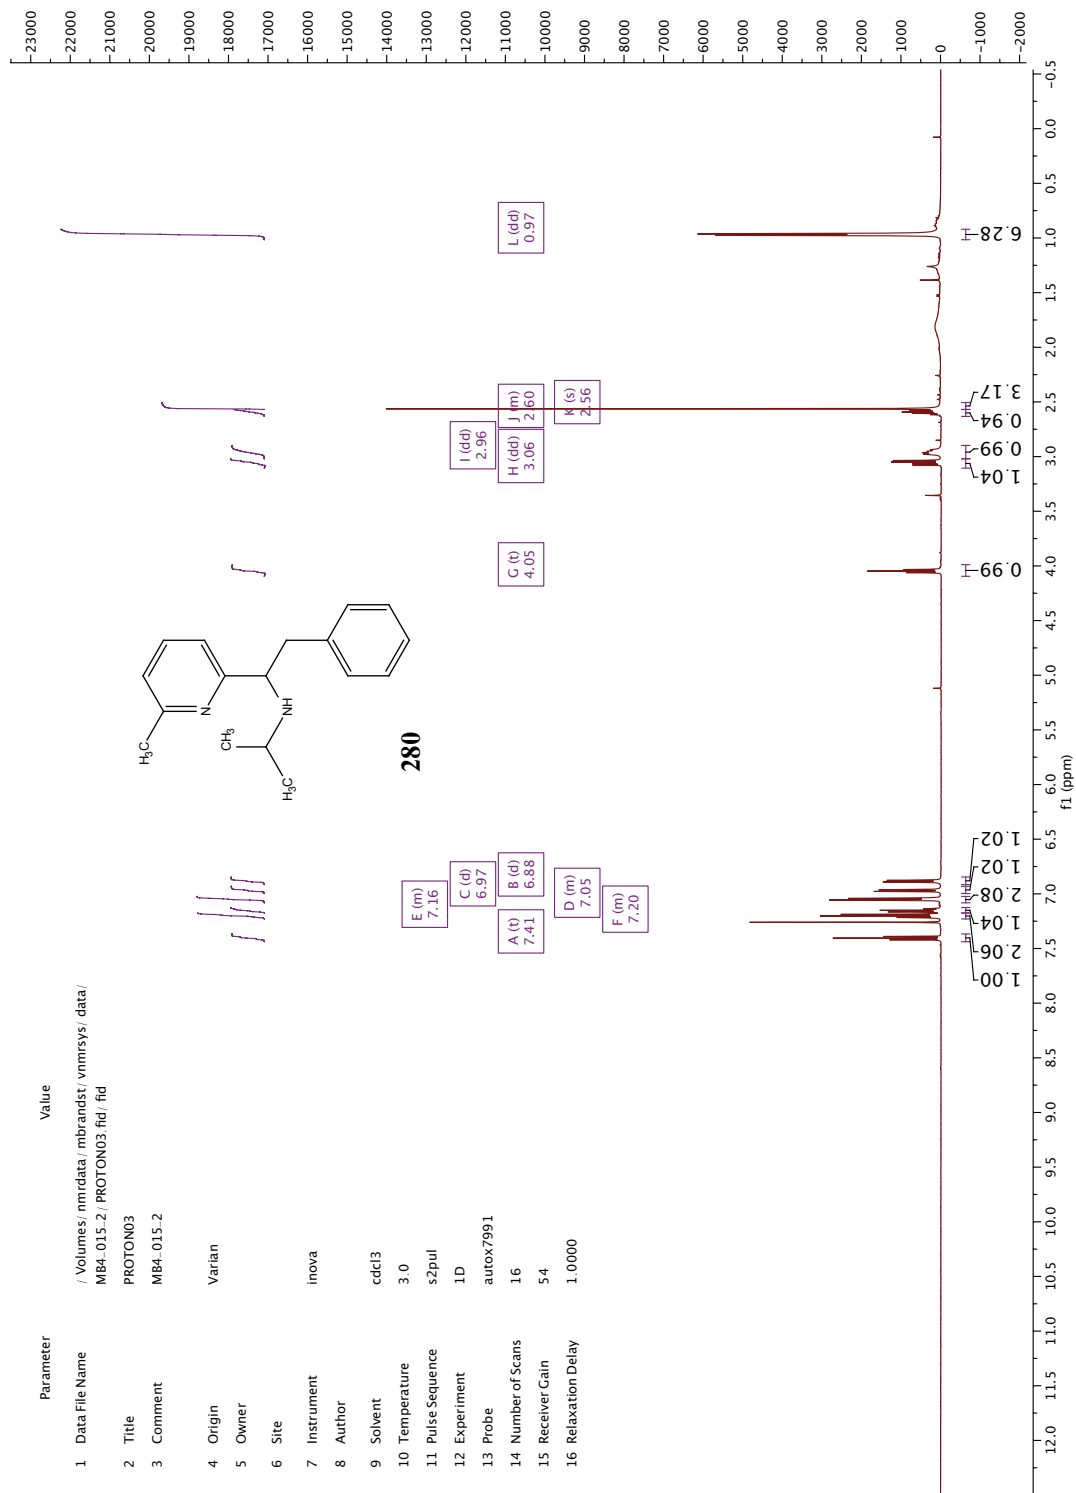 Parameter Value
1 Data File Name / Volumes/ nmrdata/ mbrandst/ vnmrsys/ data/
MB4-015-2/ PROTON03.fid/ fid
2 Title PROTON03
3 Comment MB4-015-2
4 Origin Varian
5 Owner
6 Site
7 Instrument inova
8 Author
9 Solvent cdcl3
10 Temperature 3.0
11 Pulse Sequence s2pul
12 Experiment 1D
13 Probe autox7991
14 Number of Scans 16
15 Receiver Gain 54
16 Relaxation Delay 1.0000
H3C
N
CH3
NH
H3C
280
E (m)
7.16
C (d)
6.97
I (dd)
2.96
A (t)
7.41
B (d)
6.88
G (t)
4.05
H (dd)
3.06
J (m)
2.60
L (dd)
0.97
D (m)
7.05
K (s)
2.56
F (m)
7.20
23000
22000
21000
20000
19000
18000
17000
16000
15000
14000
13000
12000
11000
10000
9000
8000
7000
6000
5000
4000
3000
2000
1000
0
-1000
-2000
1.00
2.06
1.04
2.08
1.02
1.02
0.99
1.04
0.99
0.94
3.17
6.28
12.0 11.5 11.0 10.5 10.0 9.5 9.0 8.5 8.0 7.5 7.0 6.5 6.0 5.5 5.0 4.5 4.0 3.5 3.0 2.5 2.0 1.5 1.0 0.5 0.0 -0.5
f1 (ppm)